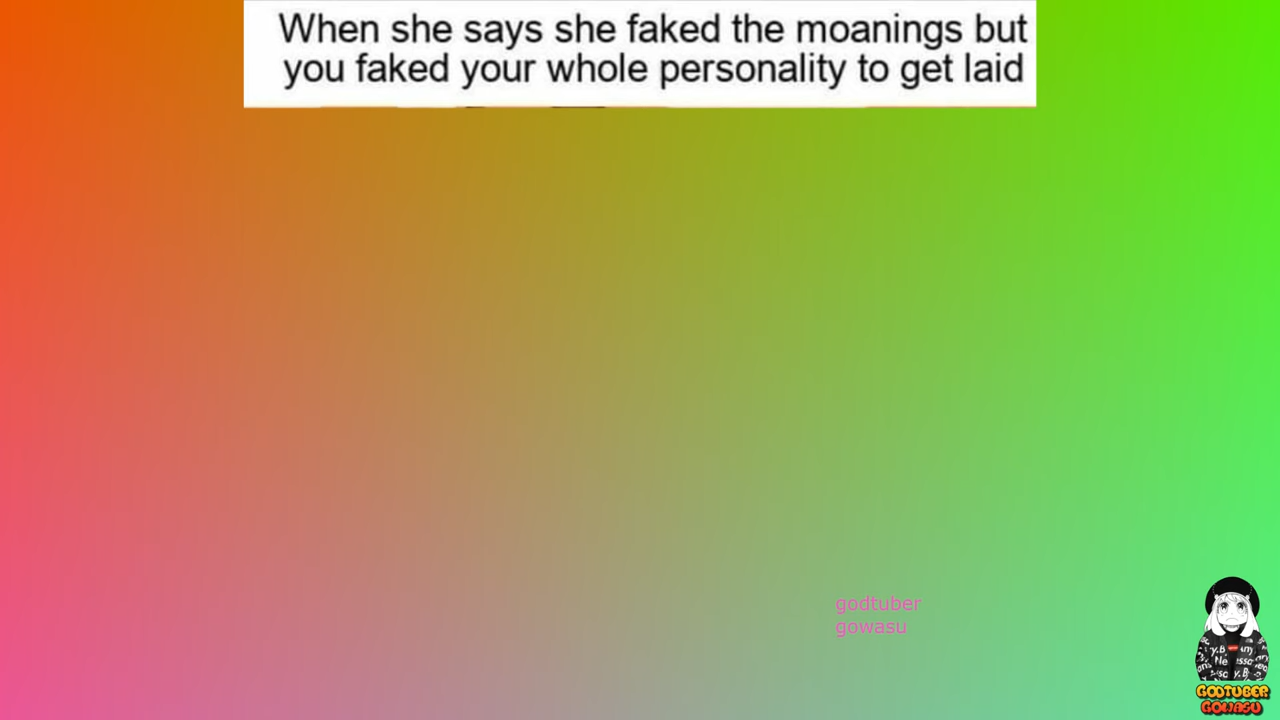 When she says she faked the moanings but
you faked your whole personality to get laid
godtuber
gowasu
GODTUBER
GOWASU